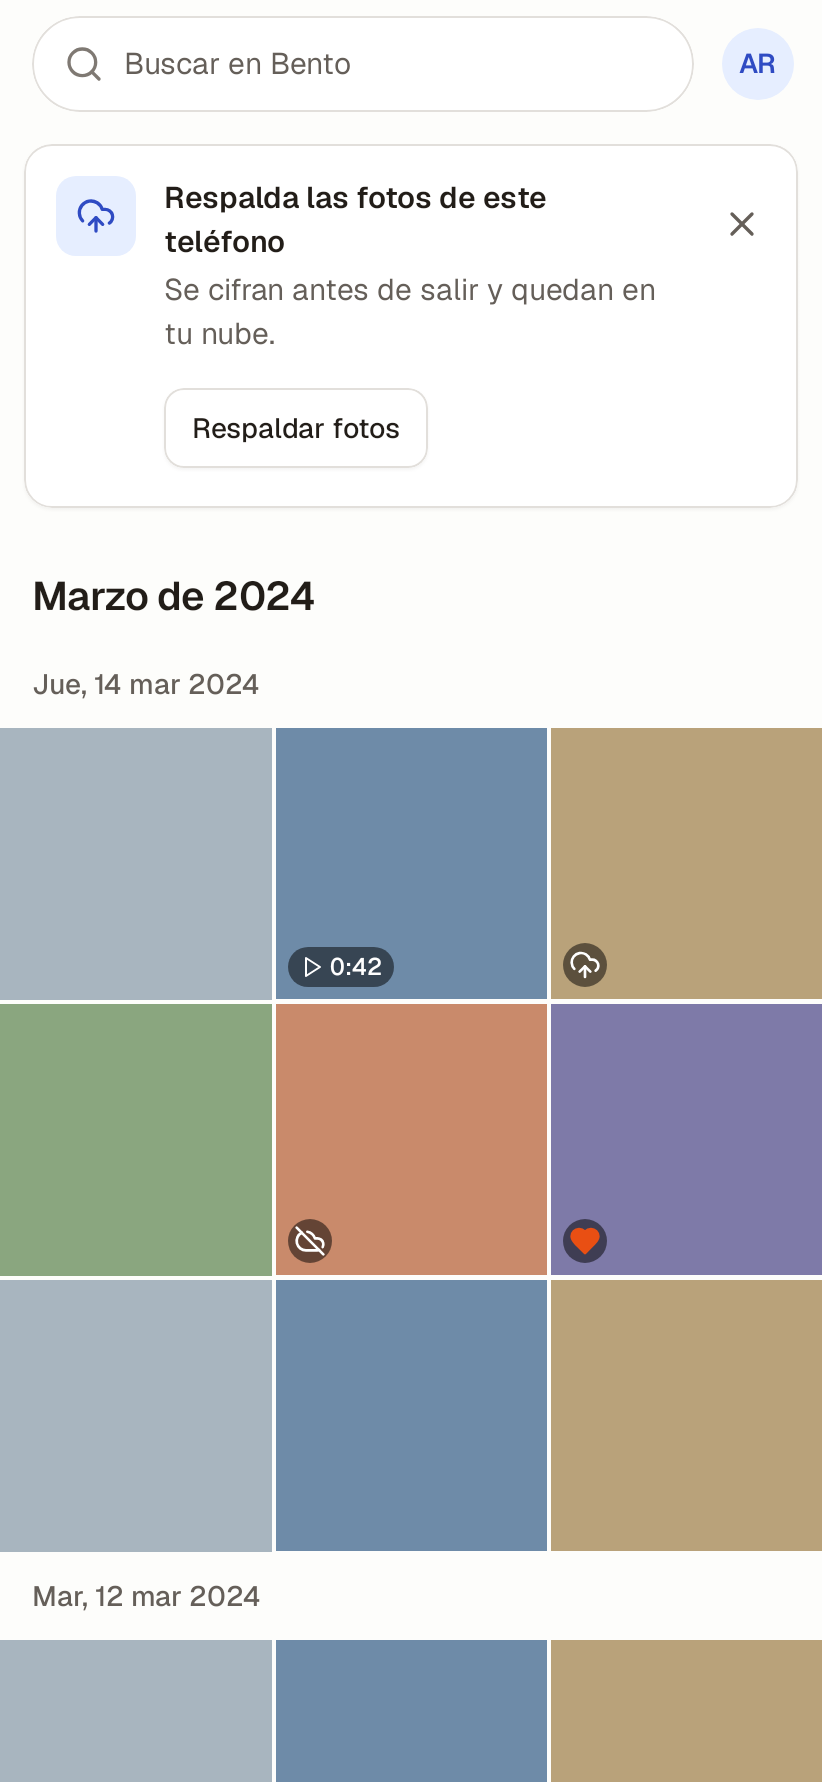 Buscar en Bento
AR
Respalda las fotos de este
teléfono
Se cifran antes de salir y quedan en
tu nube.
Respaldar fotos
Marzo de 2024
Jue, 14 mar 2024
0:42
Mar, 12 mar 2024